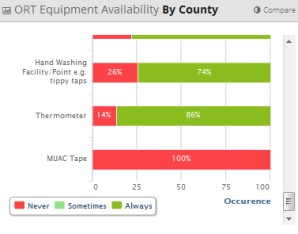 ORT Equipment Availability By County
Compare
Hand Washing
Facility/Point e.g.
tippy taps
26%
74%
Thermometer
14%
86%
MUAC Tape
100%
0 25 50 75 100
Never Sometimes Always
Occurence